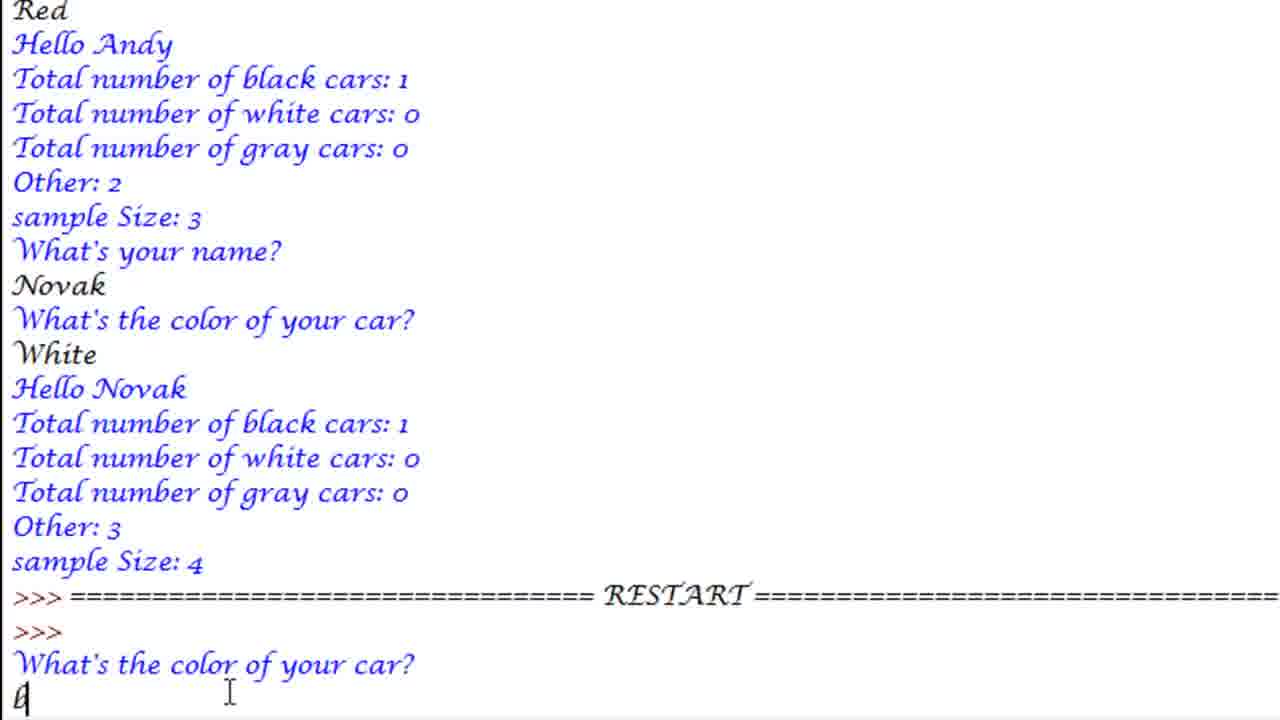 Red
Hello Andy
Total number of black cars: 1
Total number of white cars: 0
Total number of gray cars: 0
Other: 2
sample Size: 3
What's your name?
Novak
What's the color of your car?
White
Hello Novak
Total number of black cars: 1
Total number of white cars: 0
Total number of gray cars: 0
Other: 3
sample Size: 4
>>> ================================ RESTART ===============================
>>>
What's the color of your car?
b